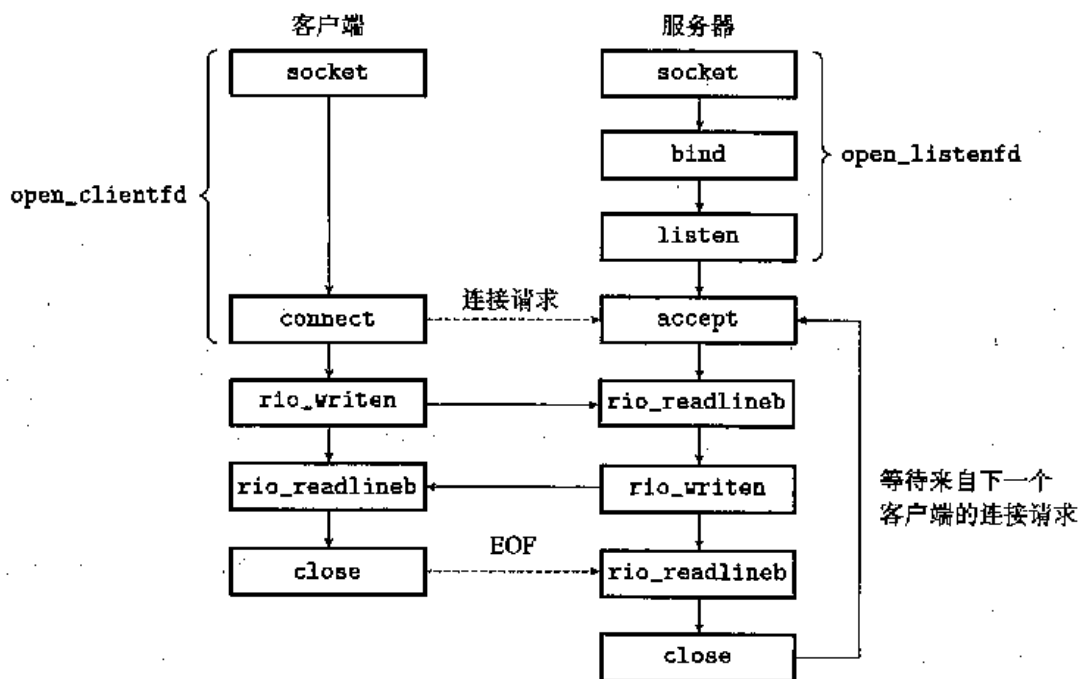 客户端
服务器
socket
socket
bind
open_listenfd
open_clientfd
listen
连接请求
connect
accept
rio_writen
rio_readlineb
rio_readlineb
rio_writen
等待来自下一个
客户端的连接请求
EOF
close
rio_readlineb
close